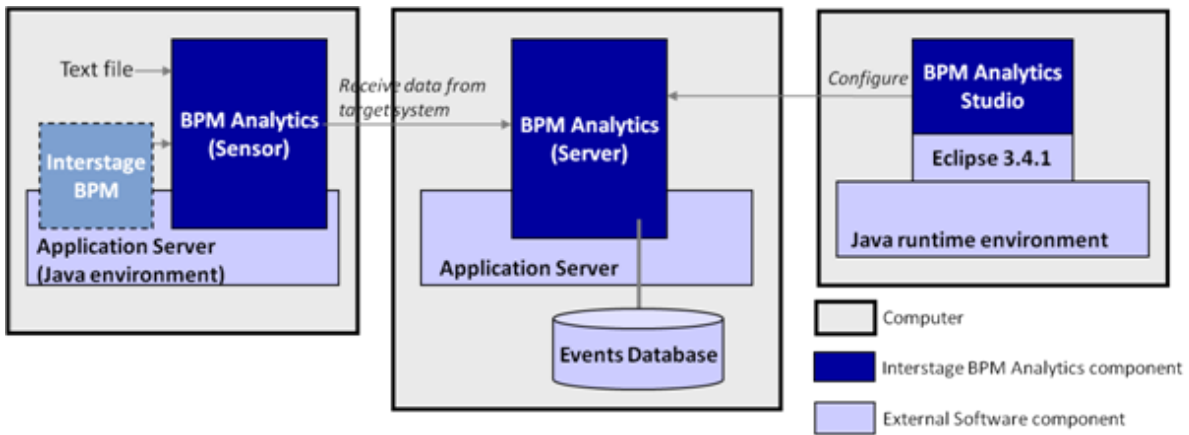 Text file
BPM Analytics
(Sensor)
Interstage
BPM
Application Server
(Java environment)
Receive data from
target system
BPM Analytics
(Server)
Application Server
Events Database
Configure
BPM Analytics
Studio
Eclipse 3.4.1
Java runtime environment
Computer
Interstage BPM Analytics component
External Software component